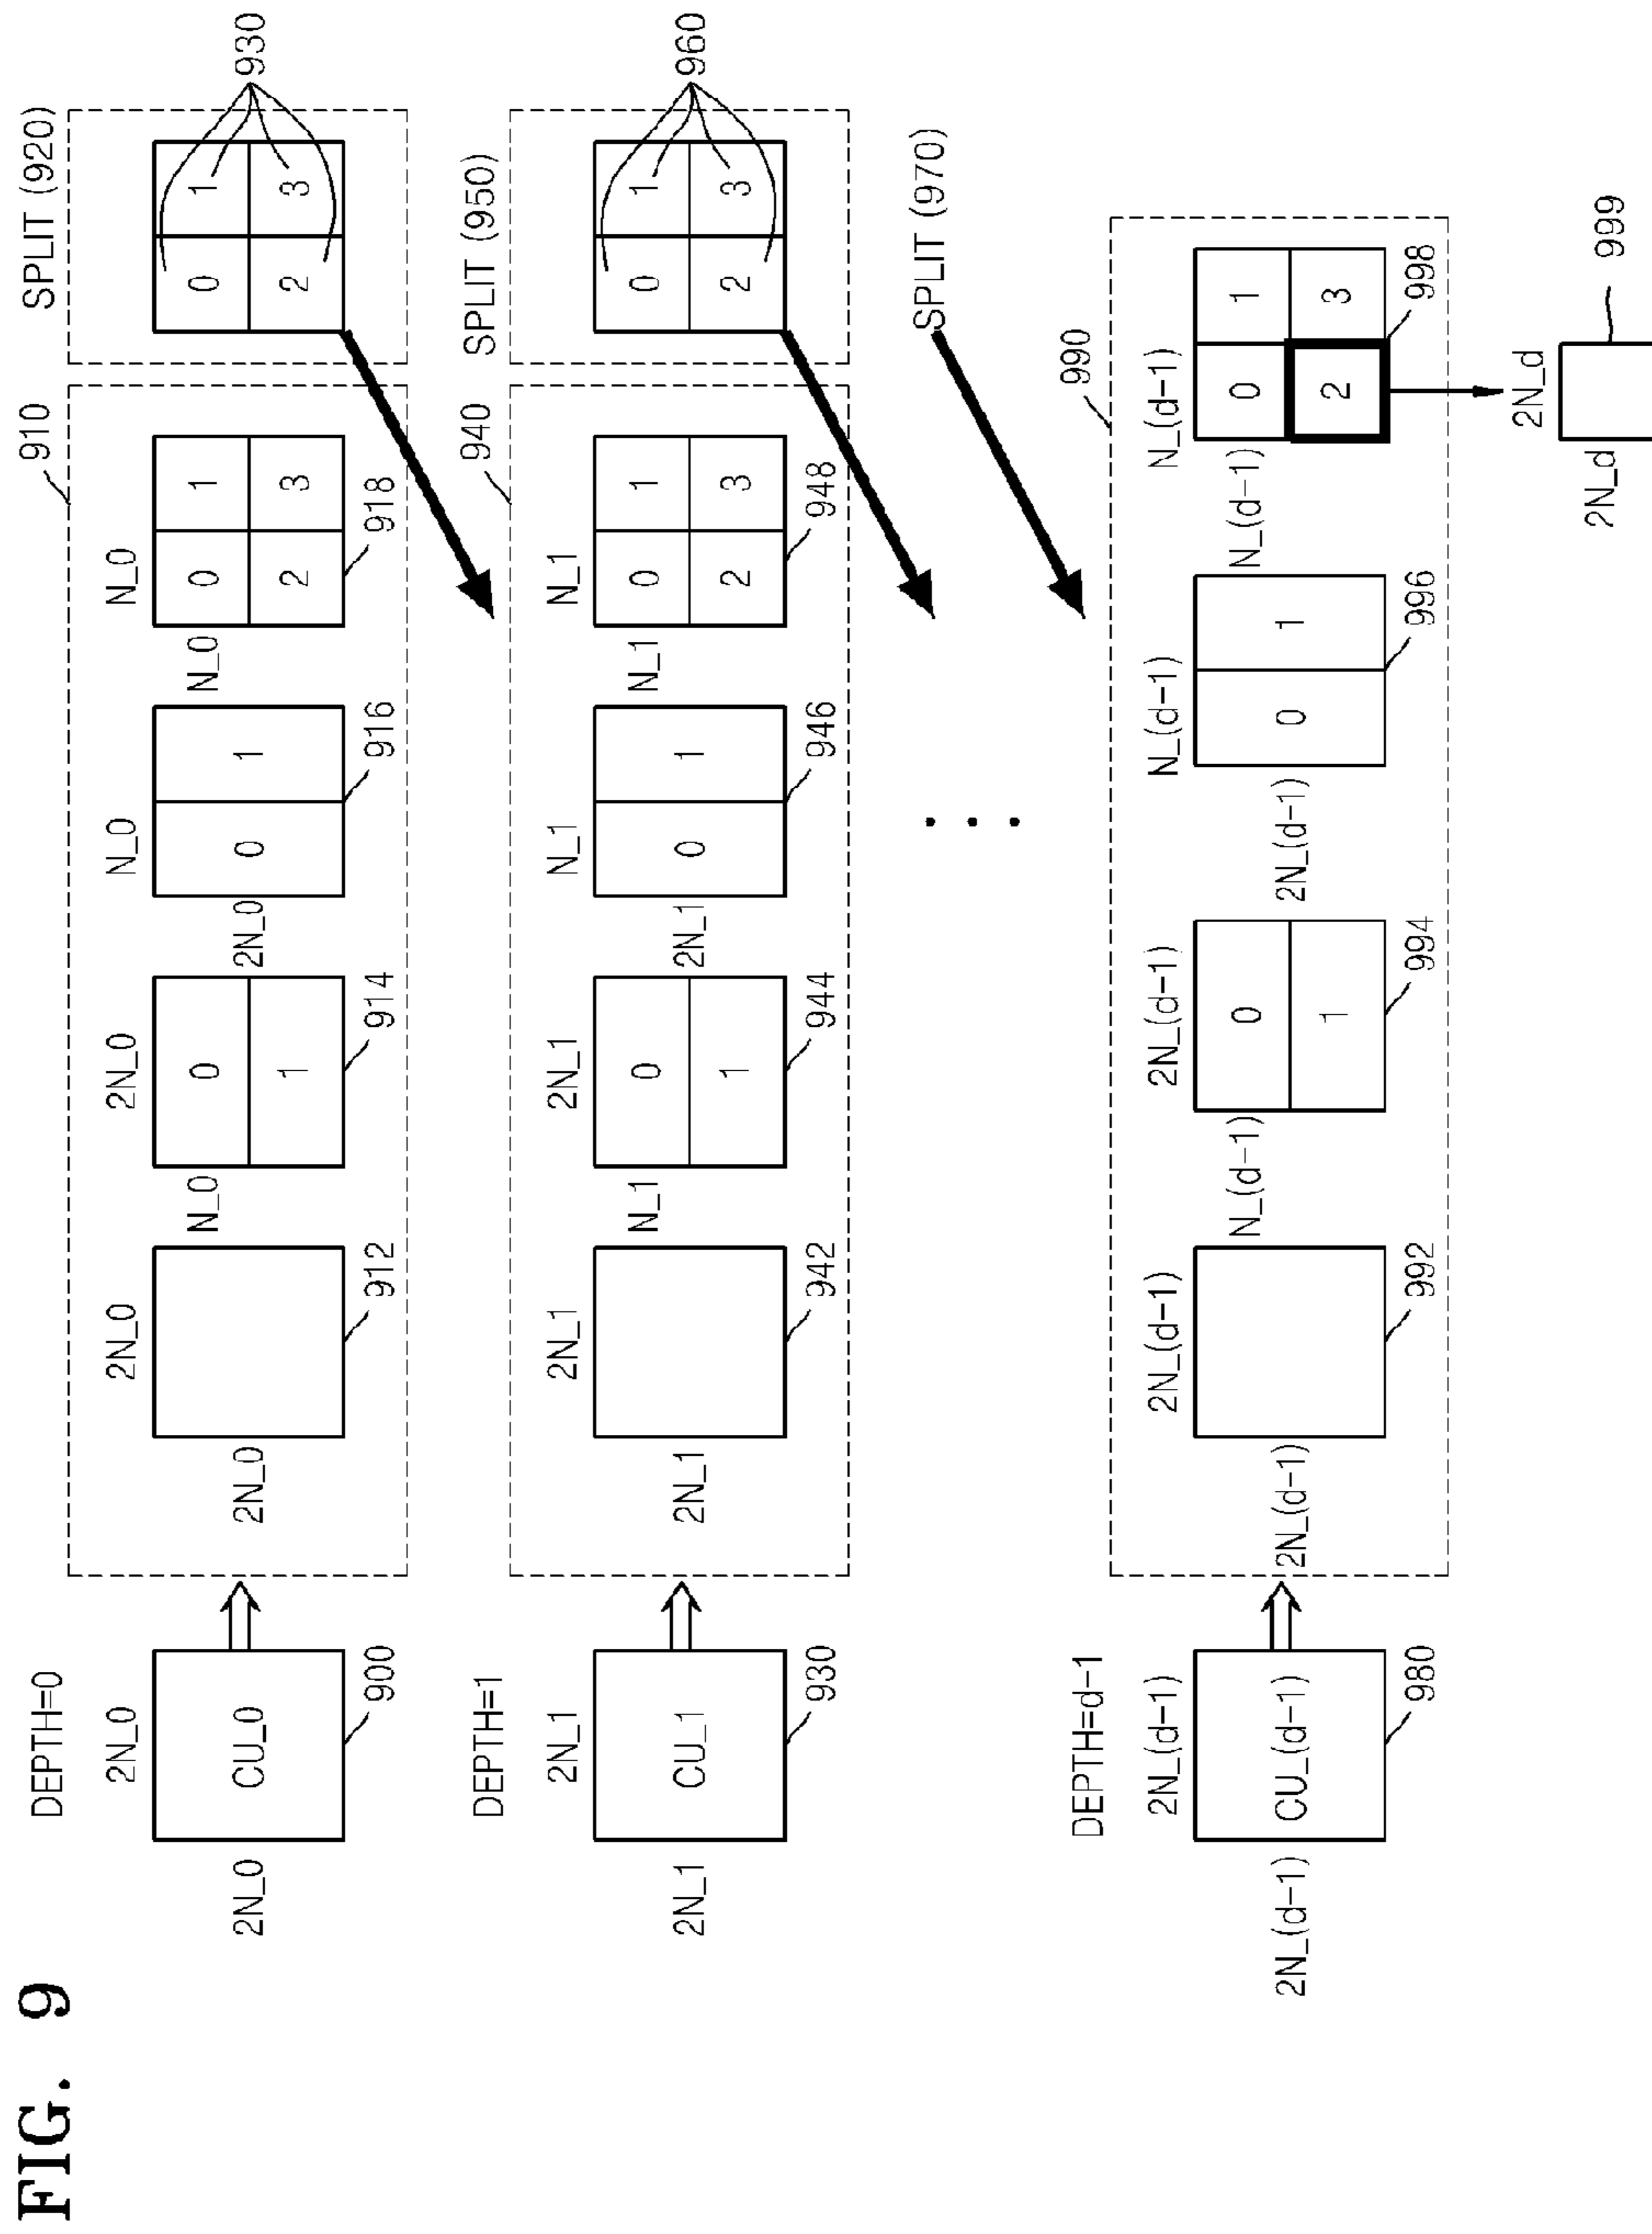 FIG. 9
DEPTH=0
910
SPLIT (920)
2N_0
2N_0
2N_0
N_0
N_0
930
2N_0
CU_0
2N_0
N_0
0
1
2N_0
0
1
N_0
0
1
2
3
0
1
2
3
900
912
914
916
918
DEPTH=1
940
SPLIT (950)
2N_1
2N_1
2N_1
N_1
N_1
960
2N_1
CU_1
2N_1
N_1
0
1
2N_1
0
1
N_1
0
1
2
3
0
1
2
3
930
942
944
946
948
SPLIT (970)
DEPTH=d-1
990
2N_(d-1)
2N_(d-1)
2N_(d-1)
N_(d-1)
N_(d-1)
2N_(d-1)
CU_(d-1)
2N_(d-1)
N_(d-1)
0
1
2N_(d-1)
0
1
N_(d-1)
0
1
2
3
980
992
994
996
998
2N_d
2N_d
999